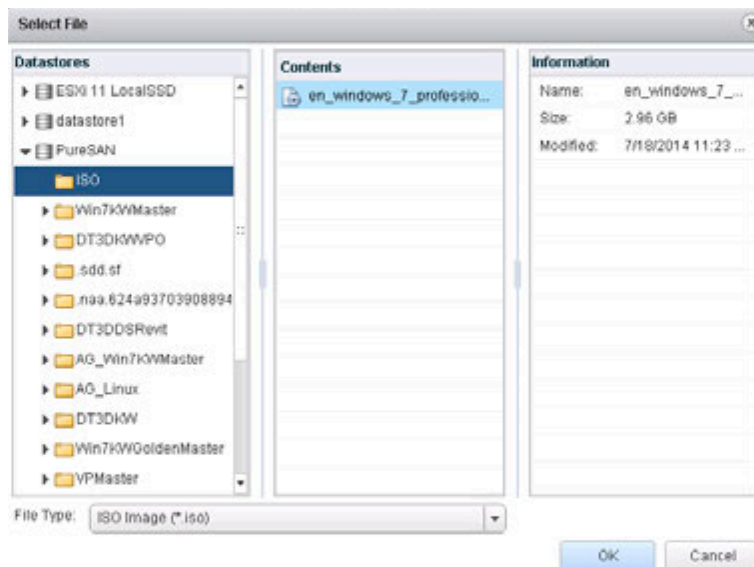 Select File
Datastores
ESXi 11 LocalSSD
datastore1
PureSAN
ISO
Win7KWMaster
DT3DKWVPO
.sdd.sf
.naa.624a93703908894
DT3DDSRevit
AG_Win7KWMaster
AG_Linux
DT3DKW
Win7KWGoldenMaster
VPMaster
Contents
en_windows_7_professio...
Information
Name: en_windows_7_...
Size: 2.96 GB
Modified: 7/18/2014 11:23 ...
File Type: ISO Image (*.iso)
OK Cancel